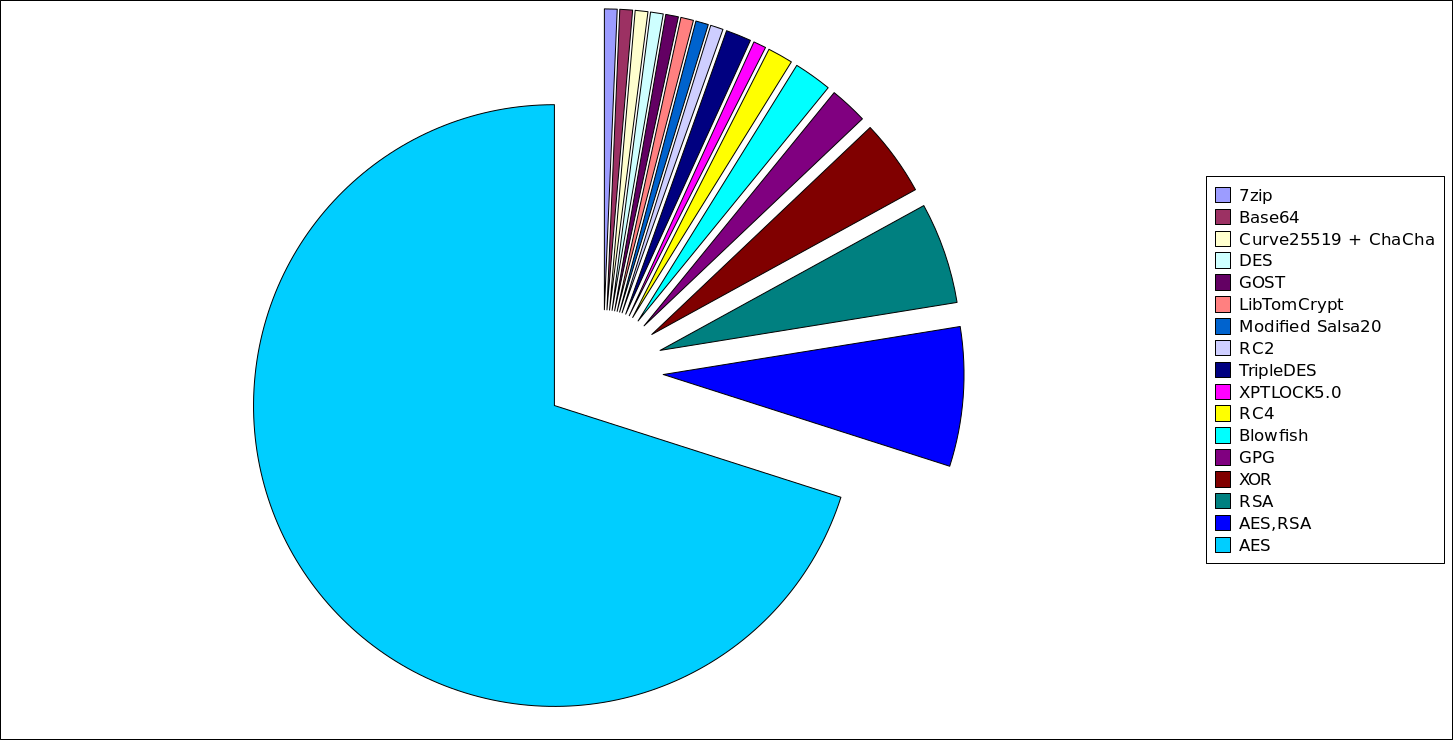 7zip
Base64
Curve25519 + ChaCha
DES
GOST
LibTomCrypt
Modified Salsa20
RC2
TripleDES
XPTLOCK5.0
RC4
Blowfish
GPG
XOR
RSA
AES,RSA
AES